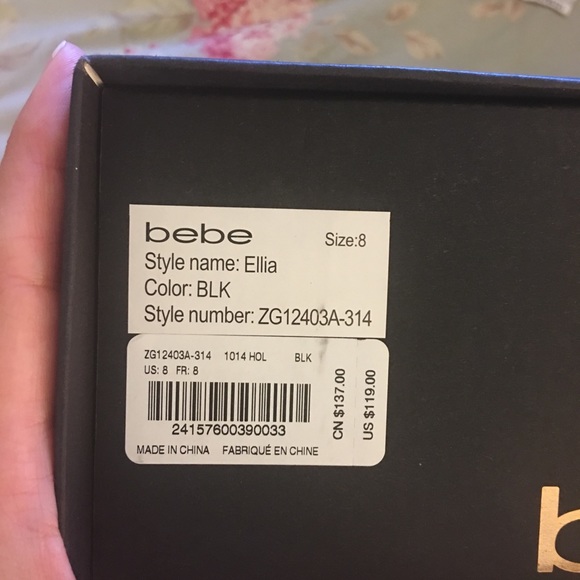 bebe Size:8
Style name: Ellia
Color: BLK
Style number: ZG12403A-314
ZG12403A-314 1014 HOL BLK
US: 8 FR: 8
24157600390033
MADE IN CHINA FABRIQUÉ EN CHINE
CN $137.00
US $119.00
b